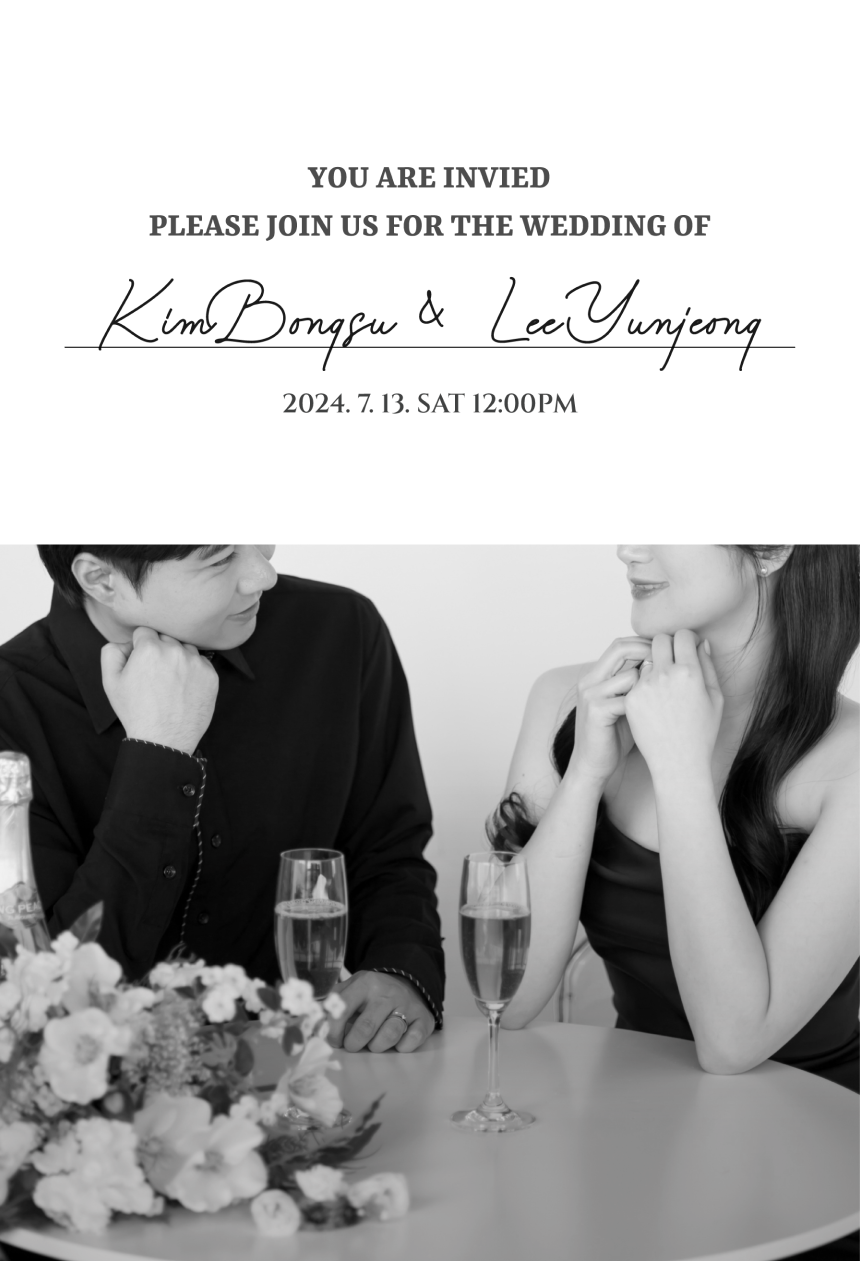 YOU ARE INVIED
PLEASE JOIN US FOR THE WEDDING OF
KimBongsu & LeeYunjeong
2024. 7. 13. SAT 12:00PM